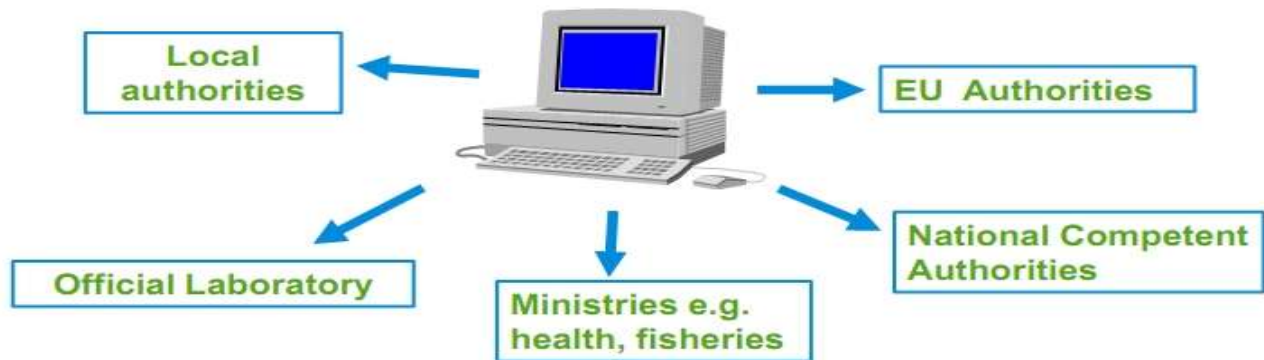 Local
authorities
EU Authorities
National Competent
Authorities
Official Laboratory
Ministries e.g.
health, fisheries